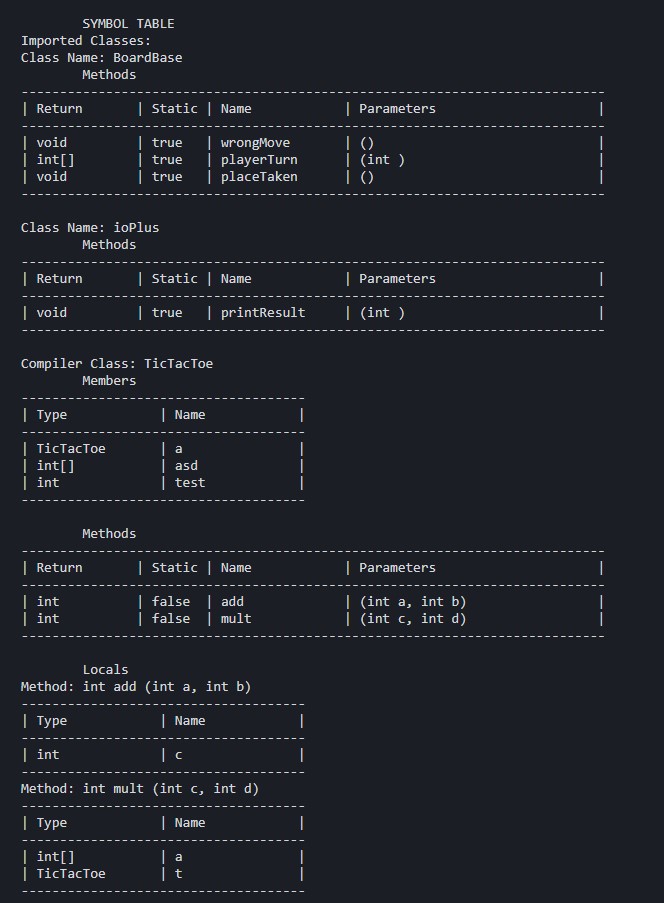 SYMBOL TABLE
Imported Classes:
Class Name: BoardBase
Methods
---------------------------------------------------------------------------
| Return | Static | Name | Parameters |
---------------------------------------------------------------------------
| void | true | wrongMove | () |
| int[] | true | playerTurn | (int ) |
| void | true | placeTaken | () |
---------------------------------------------------------------------------
Class Name: ioPlus
Methods
---------------------------------------------------------------------------
| Return | Static | Name | Parameters |
---------------------------------------------------------------------------
| void | true | printResult | (int ) |
---------------------------------------------------------------------------
Compiler Class: TicTacToe
Members
-------------------------------------
| Type | Name |
-------------------------------------
| TicTacToe | a |
| int[] | asd |
| int | test |
-------------------------------------
Methods
---------------------------------------------------------------------------
| Return | Static | Name | Parameters |
---------------------------------------------------------------------------
| int | false | add | (int a, int b) |
| int | false | mult | (int c, int d) |
---------------------------------------------------------------------------
Locals
Method: int add (int a, int b)
-------------------------------------
| Type | Name |
-------------------------------------
| int | c |
-------------------------------------
Method: int mult (int c, int d)
-------------------------------------
| Type | Name |
-------------------------------------
| int[] | a |
| TicTacToe | t |
-------------------------------------